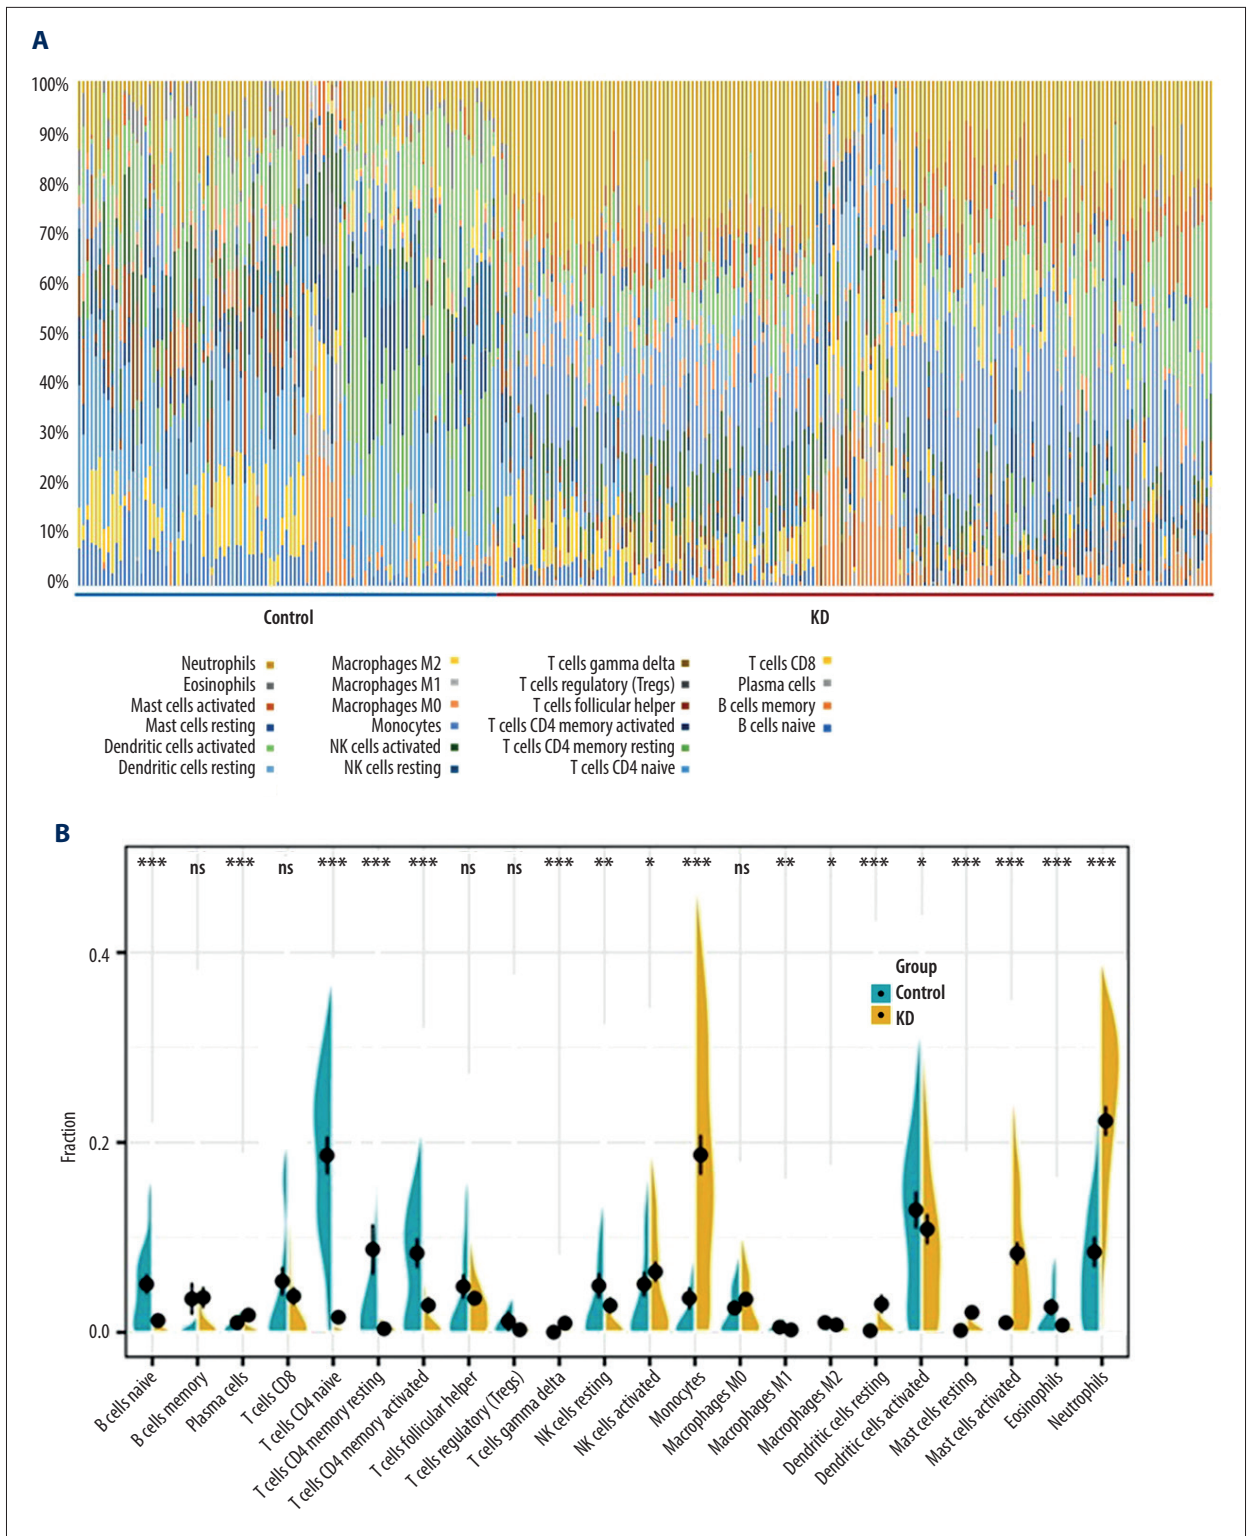 A
100%
90%
80%
70%
60%
50%
40%
30%
20%
10%
0%
Control KD
Neutrophils Macrophages M2 T cells gamma delta T cells CD8
Eosinophils Macrophages M1 T cells regulatory (Tregs) Plasma cells
Mast cells activated Macrophages M0 T cells follicular helper B cells memory
Mast cells resting Monocytes T cells CD4 memory activated B cells naive
Dendritic cells activated NK cells activated T cells CD4 memory resting
Dendritic cells resting NK cells resting T cells CD4 naive
B
*** ns *** ns *** *** *** ns ns *** ** * *** ns ** * *** * *** *** *** ***
0.4
0.2
0.0
Fraction
Group
Control
KD
B cells naive
B cells memory
Plasma cells
T cells CD8
T cells CD4 naive
T cells CD4 memory resting
T cells CD4 memory activated
T cells follicular helper
T cells regulatory (Tregs)
T cells gamma delta
NK cells resting
NK Cells activated
Monocytes
Macrophages M0
Macrophages M1
Macrophages M2
Dendritic cells resting
Dendritic cells activated
Mast cells resting
Mast cells activated
Eosinophils
Neutrophils